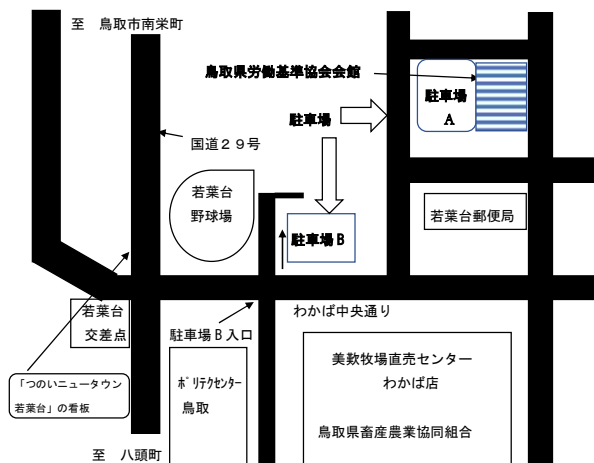 至　鳥取市南栄町
鳥取県労働基準協会会館
駐車場
A
駐車場
国道２９号
若葉台
野球場
若葉台郵便局
駐車場Ｂ
若葉台
交差点
駐車場Ｂ入口
わかば中央通り
「つのいニュータウン
若葉台」の看板
ﾎﾟﾘﾃｸｾﾝﾀｰ
鳥取
美歎牧場直売センター
わかば店
鳥取県畜産農業協同組合
至　八頭町